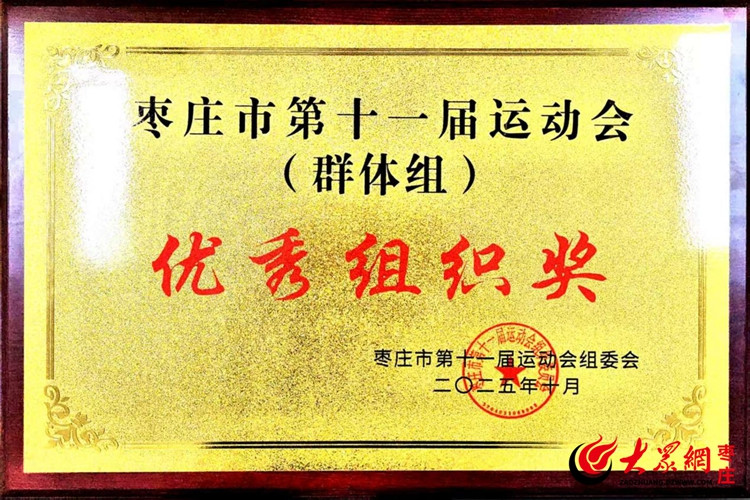 枣庄市第十一届运动会
（群体组）
优秀组织奖
枣庄市第十一届运动会组委会
二〇二五年十月
大眾網
枣庄